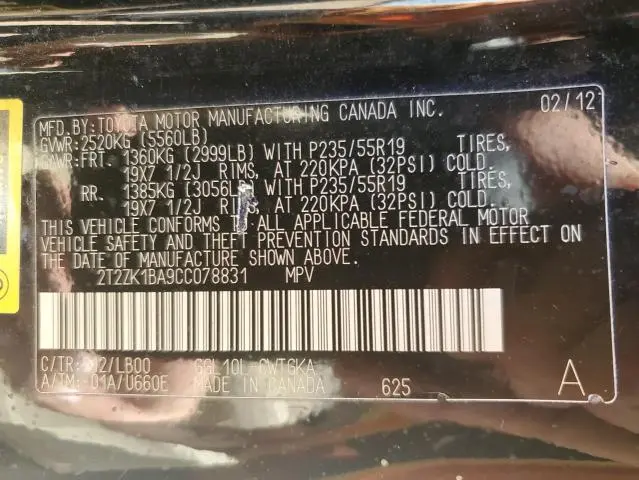 MFD.BY:TOYOTA MOTOR MANUFACTURING CANADA INC. 02/12
GVWR:2520KG (5560LB)
GAWR:FRT. 1360KG (2999LB) WITH P235/55R19 TIRES,
19X7 1/2J RIMS, AT 220KPA (32PSI) COLD.
RR. 1385KG (3056LB) WITH P235/55R19 TIRES,
19X7 1/2J RIMS, AT 220KPA (32PSI) COLD.
THIS VEHICLE CONFORMS TO ALL APPLICABLE FEDERAL MOTOR
VEHICLE SAFETY AND THEFT PREVENTION STANDARDS IN EFFECT ON
THE DATE OF MANUFACTURE SHOWN ABOVE.
2T2ZK1BA9CC078831 MPV
C/TR: /LB00
A/TM: 01A/U660E MADE IN CANADA 625 A